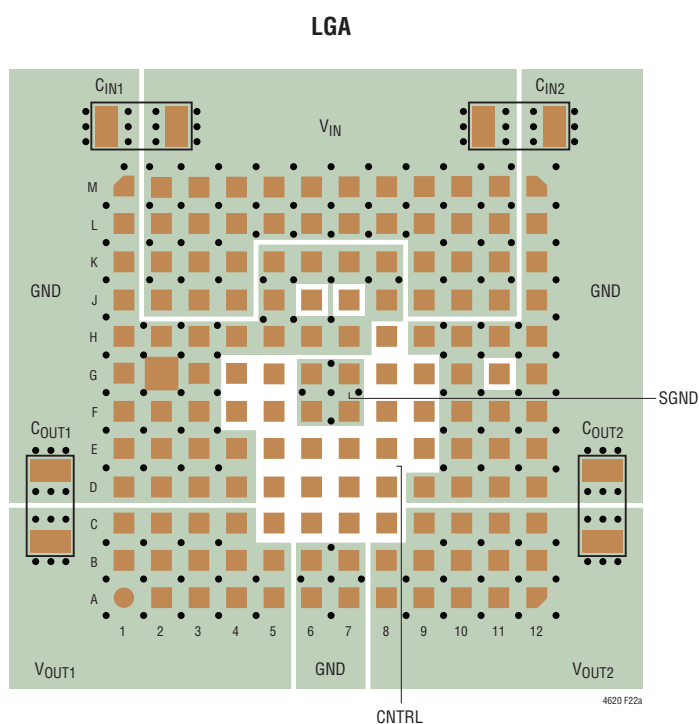 LGA
CIN1
CIN2
VIN
M
L
K
GND
GND
J
H
G
SGND
F
COUT1
COUT2
E
D
C
B
A
1 2 3 4 5 6 7 8 9 10 11 12
VOUT1
GND
VOUT2
4620 F22a
CNTRL